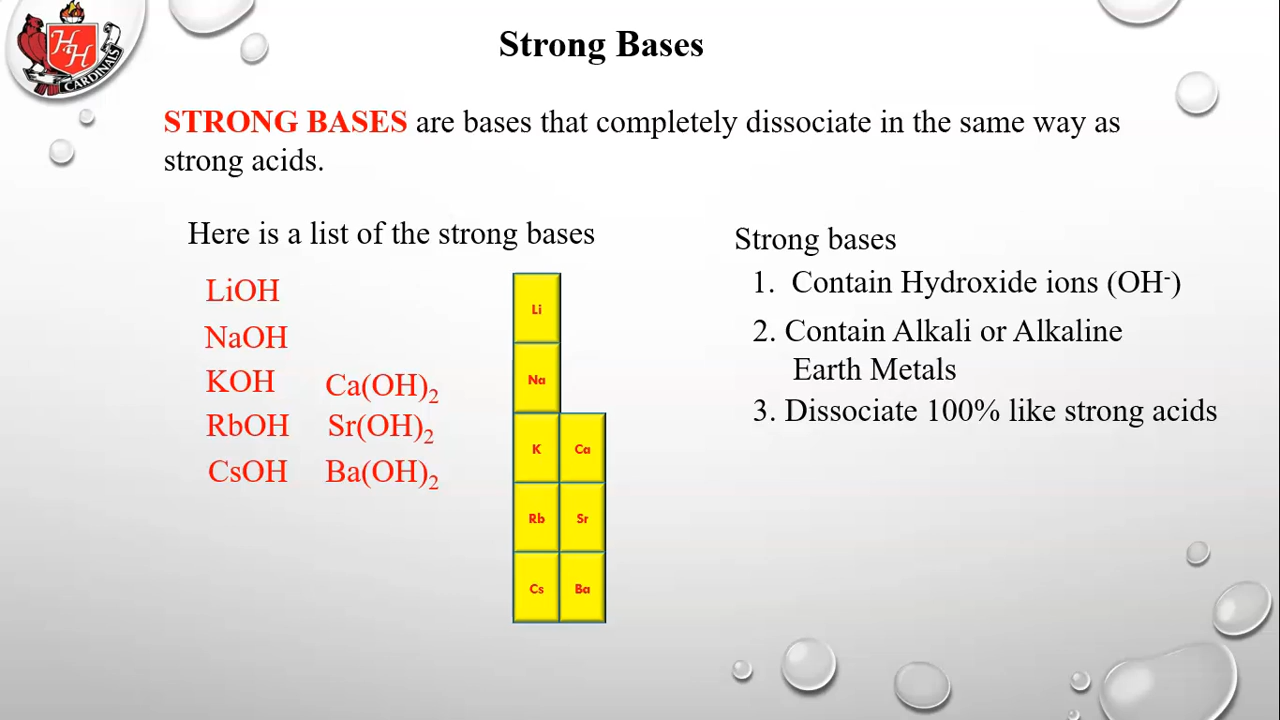 HH
CARDINALS
Strong Bases
STRONG BASES are bases that completely dissociate in the same way as
strong acids.
Here is a list of the strong bases
LiOH
NaOH
KOH Ca(OH)₂
RbOH Sr(OH)₂
CsOH Ba(OH)₂
Li
Na
K Ca
Rb Sr
Cs Ba
Strong bases
1. Contain Hydroxide ions (OH⁻)
2. Contain Alkali or Alkaline
Earth Metals
3. Dissociate 100% like strong acids